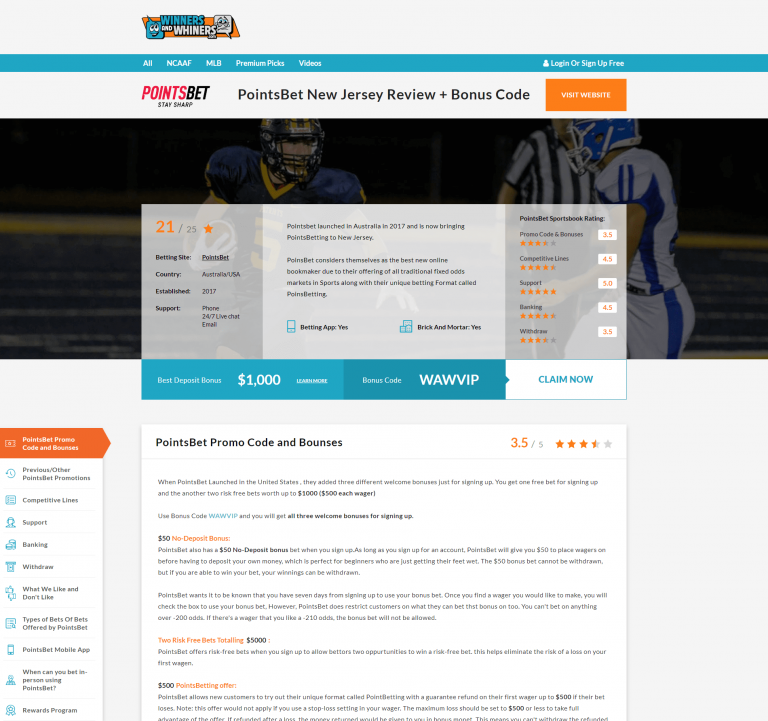 WINNERS
AND WHINERS
All NCAAF MLB Premium Picks Videos Login Or Sign Up Free
POINTSBET
STAY SHARP
PointsBet New Jersey Review + Bonus Code
VISIT WEBSITE
21 / 25
Betting Site: PointsBet
Country: Australia/USA
Established: 2017
Support: Phone
24/7 Live chat
Email
Pointsbet launched in Australia in 2017 and is now bringing
PointsBetting to New Jersey.
PoinsBet considers themselves as the best new online
bookmaker due to their offering of all traditional fixed odds
markets in Sports along with their unique betting Format called
PoinsBetting.
Betting App: Yes
Brick And Mortar: Yes
PointsBet Sportsbook Rating:
Promo Code & Bonuses 3.5
Competitive Lines 4.5
Support 5.0
Banking 4.5
Withdraw 3.5
Best Deposit Bonus $1,000 LEARN MORE
Bonus Code WAWVIP
CLAIM NOW
PointsBet Promo
Code and Bounses
Previous/Other
PointsBet Promotions
Competitive Lines
Support
Banking
Withdraw
What We Like and
Don't Like
Types of Bets Of Bets
Offered by PointsBet
PointsBet Mobile App
When can you bet in-
person using
PointsBet?
Rewards Program
PointsBet Promo Code and Bounses 3.5 / 5
When PointsBet Launched in the United States , they added three different welcome bonuses just for signing up. You get one free bet for signing up
and the another two risk free bets worth up to $1000 ($500 each wager)
Use Bonus Code WAWVIP and you will get all three welcome bonuses for signing up.
$50 No-Deposit Bonus:
PointsBet also has a $50 No-Deposit bonus bet when you sign up.As long as you sign up for an account, PointsBet will give you $50 to place wagers on
before having to deposit your own money, which is perfect for beginners who are just getting their feet wet. The $50 bonus bet cannot be withdrawn,
but if you are able to win your bet, your winnings can be withdrawn.
PointsBet wants it to be known that you have seven days from signing up to use your bonus bet. Once you find a wager you would like to make, you will
check the box to use your bonus bet. However, PointsBet does restrict customers on what they can bet thst bonus on too. You can't bet on anything
over -200 odds. If there's a wager that you like a -210 odds, the bonus bet will not be allowed.
Two Risk Free Bets Totalling $5000 :
PointsBet offers risk-free bets when you sign up to allow bettors two oppurtunities to win a risk-free bet. this helps eliminate the risk of a loss on your
first wager.
$500 PointsBetting offer:
PointsBet allows new customers to try out their unique format called PointBetting with a guarantee refund on their first wager up to $500 if their bet
loses. Note: this offer would not apply if you use a stop-loss setting in your wager. The maximum loss should be set to $500 or less to take full
advantage of the offer. If refunded after a loss, the money returned would be given to you in bonus monet. This means you can't withdraw the refunded